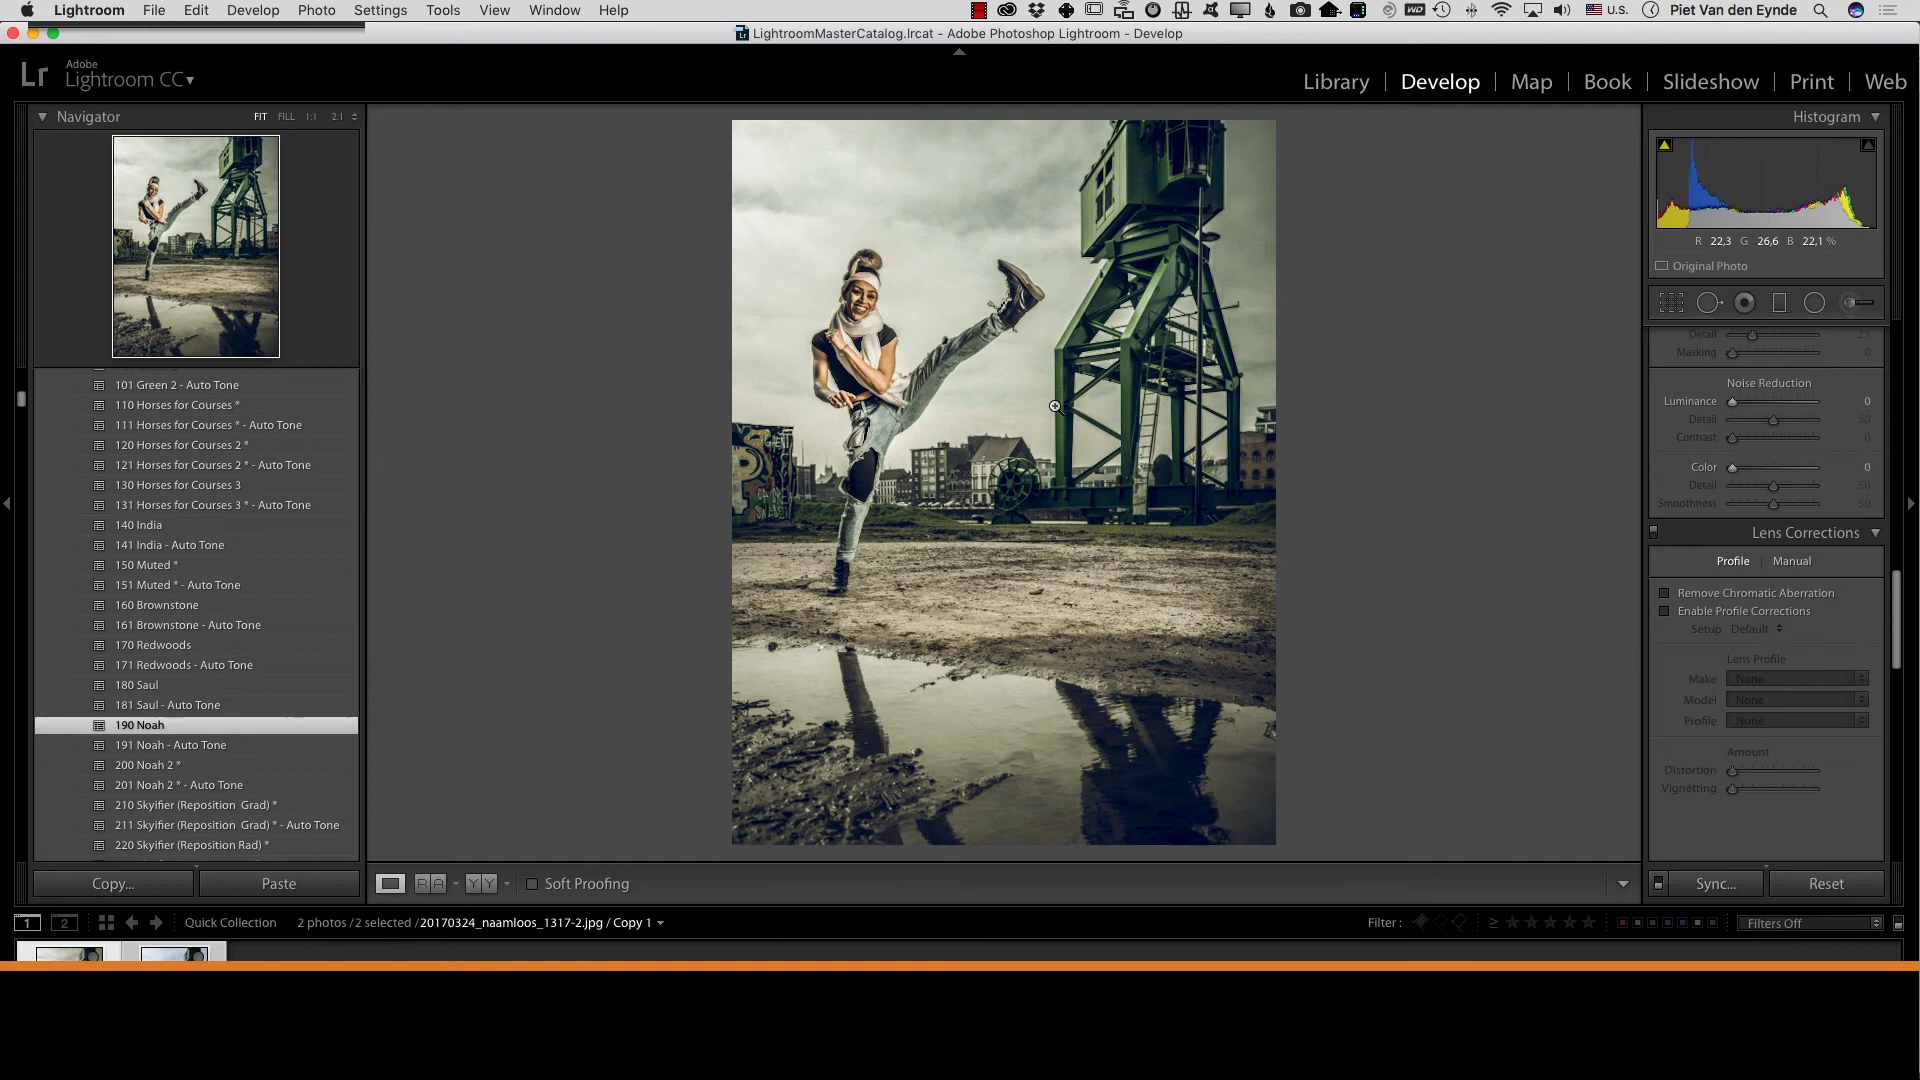 Lightroom File Edit Develop Photo Settings Tools View Window Help WD U.S. Piet Van den Eynde
LightroomMasterCatalog.lrcat - Adobe Photoshop Lightroom - Develop
Lr Adobe
Lightroom CC
Library | Develop | Map | Book | Slideshow | Print | Web
Navigator FIT FILL 1:1 2:1
101 Green 2 - Auto Tone
110 Horses for Courses *
111 Horses for Courses * - Auto Tone
120 Horses for Courses 2 *
121 Horses for Courses 2 * - Auto Tone
130 Horses for Courses 3
131 Horses for Courses 3 * - Auto Tone
140 India
141 India - Auto Tone
150 Muted *
151 Muted * - Auto Tone
160 Brownstone
161 Brownstone - Auto Tone
170 Redwoods
171 Redwoods - Auto Tone
180 Saul
181 Saul - Auto Tone
190 Noah
191 Noah - Auto Tone
200 Noah 2 *
201 Noah 2 * - Auto Tone
210 Skyifier (Reposition Grad) *
211 Skyifier (Reposition Grad) * - Auto Tone
220 Skyifier (Reposition Rad) *
Copy... Paste
Soft Proofing
Histogram
R 22,3 G 26,6 B 22,1 %
Original Photo
Detail 25
Masking 0
Noise Reduction
Luminance 0
Detail 50
Contrast 0
Color 0
Detail 50
Smoothness 50
Lens Corrections
Profile | Manual
Remove Chromatic Aberration
Enable Profile Corrections
Setup Default
Lens Profile
Make None
Model None
Profile None
Amount
Distortion
Vignetting
Sync... Reset
1 2 Quick Collection 2 photos / 2 selected / 20170324_naamloos_1317-2.jpg / Copy 1
Filter : ≥ Filters Off